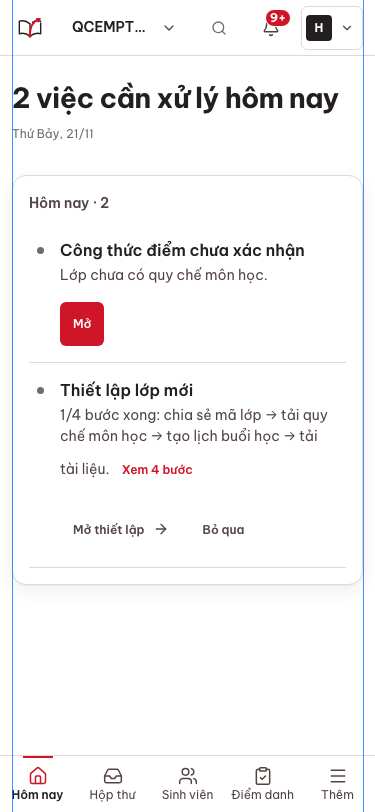 QCEMPT...
9+
H
2 việc cần xử lý hôm nay
Thứ Bảy, 21/11
Hôm nay · 2
Công thức điểm chưa xác nhận
Lớp chưa có quy chế môn học.
Mở
Thiết lập lớp mới
1/4 bước xong: chia sẻ mã lớp → tải quy
chế môn học → tạo lịch buổi học → tải
tài liệu. Xem 4 bước
Mở thiết lập → Bỏ qua
Hôm nay Hộp thư Sinh viên Điểm danh Thêm